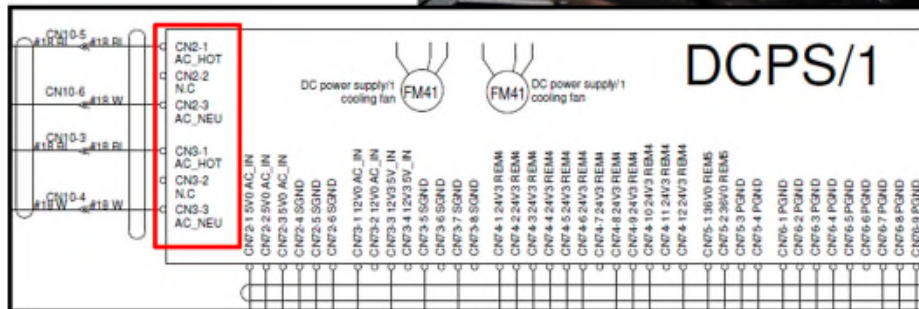 CN10-5
#18 BL
#18 BL
CN10-6
#18 W
CN10-3
#18 BL
#18 BL
CN10-4
#18 W
#18 W
CN2-1
AC_HOT
CN2-2
N.C
CN2-3
AC_NEU
CN3-1
AC_HOT
CN3-2
N.C
CN3-3
AC_NEU
DC power supply/1
cooling fan
FM41
FM41
DC power supply/1
cooling fan
DCPS/1
CN72-1 5V0 AC_IN
CN72-2 5V0 AC_IN
CN72-3 5V0 AC_IN
CN72-4 SGND
CN72-5 SGND
CN72-6 SGND
CN73-1 12V0 AC_IN
CN73-2 12V0 AC_IN
CN73-3 12V3 5V_IN
CN73-4 12V3 5V_IN
CN73-5 SGND
CN73-6 SGND
CN73-7 SGND
CN73-8 SGND
CN74-1 24V3 REM4
CN74-2 24V3 REM4
CN74-3 24V3 REM4
CN74-4 24V3 REM4
CN74-5 24V3 REM4
CN74-6 24V3 REM4
CN74-7 24V3 REM4
CN74-8 24V3 REM4
CN74-9 24V3 REM4
CN74-10 24V3 REM4
CN74-11 24V3 REM4
CN74-12 24V3 REM4
CN75-1 36V0 REM5
CN75-2 36V0 REM5
CN75-3 PGND
CN75-4 PGND
CN76-1 PGND
CN76-2 PGND
CN76-3 PGND
CN76-4 PGND
CN76-5 PGND
CN76-6 PGND
CN76-7 PGND
CN76-8 PGND